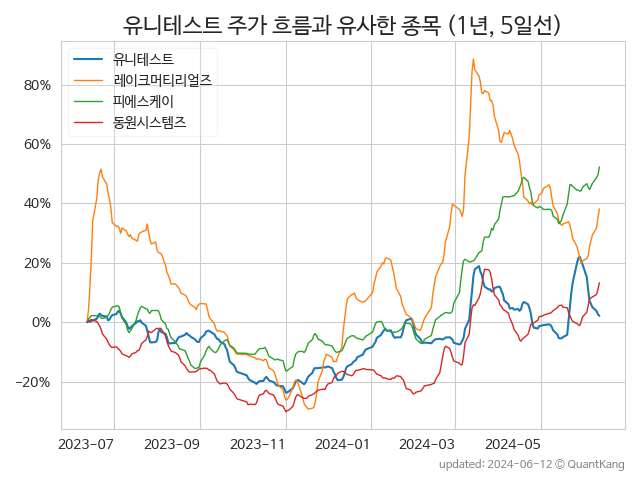 유니테스트 주가 흐름과 유사한 종목 (1년, 5일선)
유니테스트
레이크머티리얼즈
피에스케이
동원시스템즈
80%
60%
40%
20%
0%
−20%
2023-07 2023-09 2023-11 2024-01 2024-03 2024-05
updated: 2024-06-12 © QuantKang